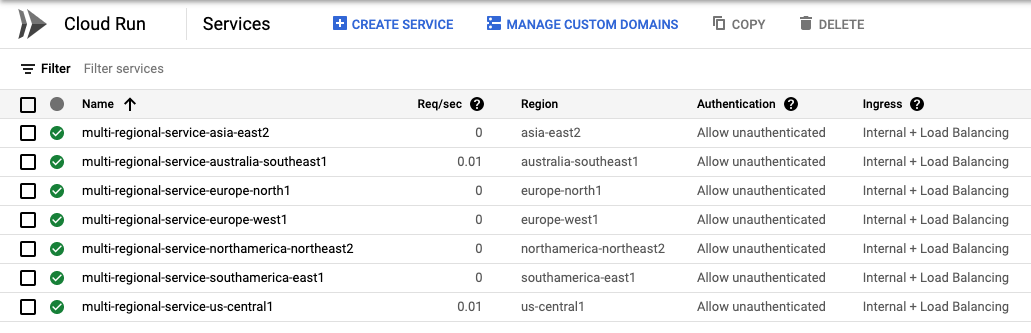 Cloud Run Services CREATE SERVICE MANAGE CUSTOM DOMAINS COPY DELETE
Filter Filter services
Name Req/sec ? Region Authentication ? Ingress ?
multi-regional-service-asia-east2 0 asia-east2 Allow unauthenticated Internal + Load Balancing
multi-regional-service-australia-southeast1 0.01 australia-southeast1 Allow unauthenticated Internal + Load Balancing
multi-regional-service-europe-north1 0 europe-north1 Allow unauthenticated Internal + Load Balancing
multi-regional-service-europe-west1 0 europe-west1 Allow unauthenticated Internal + Load Balancing
multi-regional-service-northamerica-northeast2 0 northamerica-northeast2 Allow unauthenticated Internal + Load Balancing
multi-regional-service-southamerica-east1 0 southamerica-east1 Allow unauthenticated Internal + Load Balancing
multi-regional-service-us-central1 0.01 us-central1 Allow unauthenticated Internal + Load Balancing